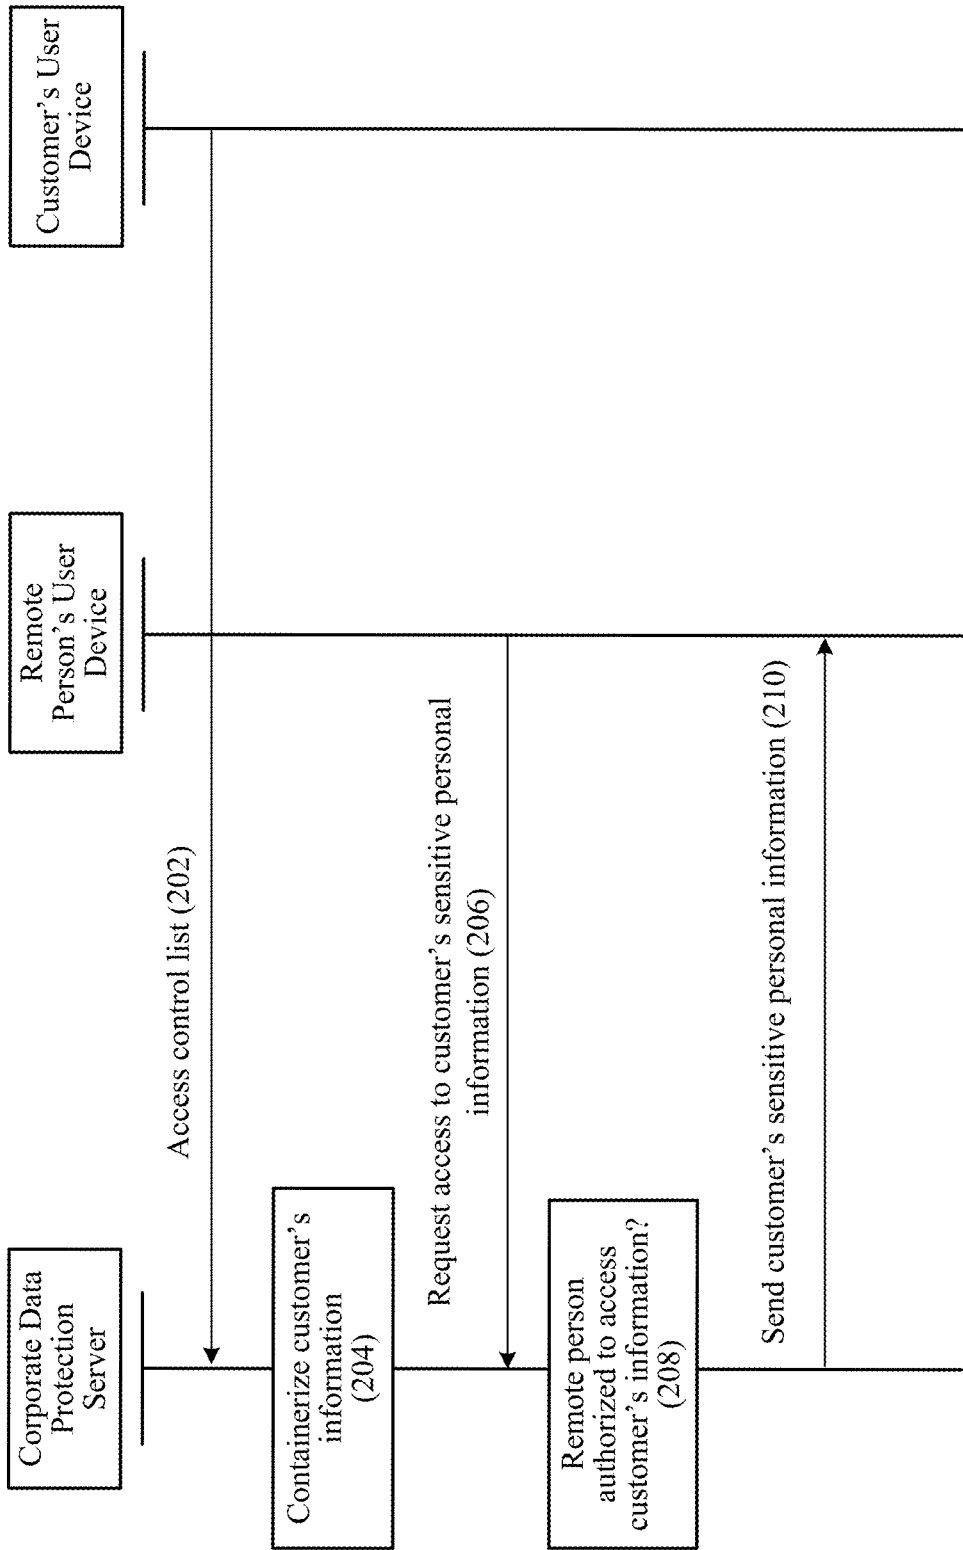 Corporate Data
Protection
Server
Remote
Person's User
Device
Customer's User
Device
Access control list (202)
Containerize customer's
information
(204)
Request access to customer's sensitive personal
information (206)
Remote person
authorized to access
customer's information?
(208)
Send customer's sensitive personal information (210)